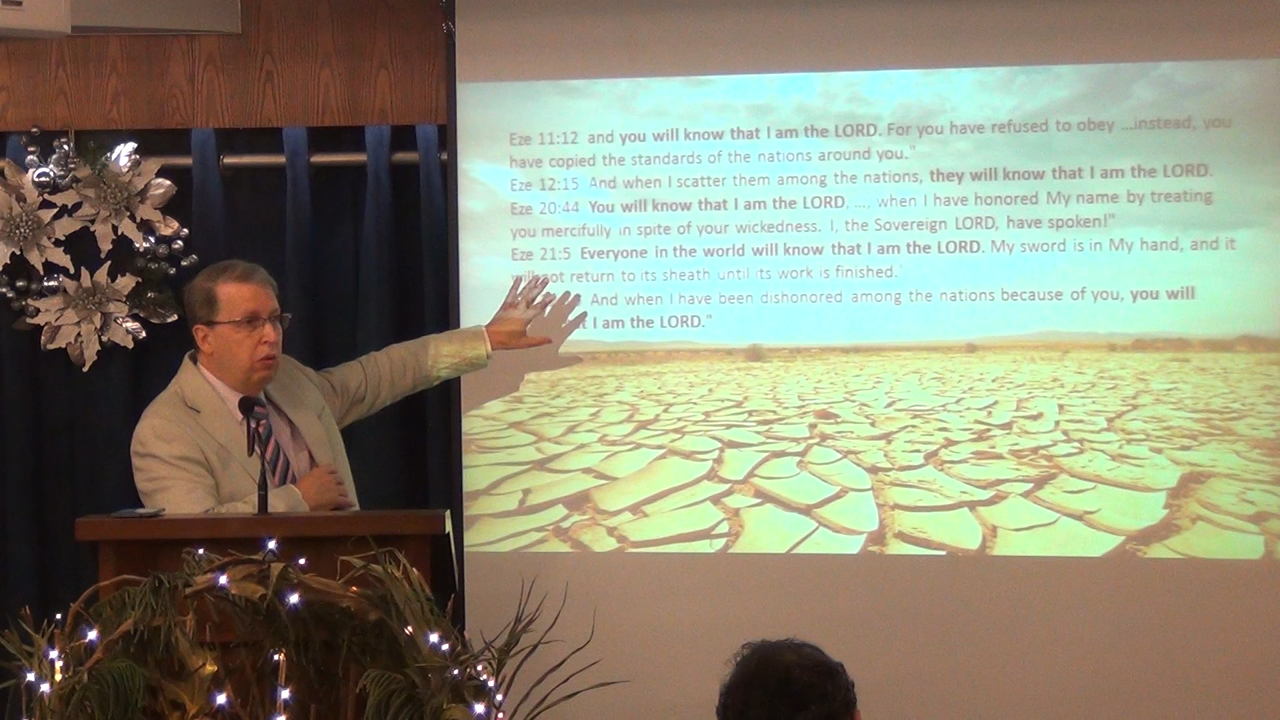 Eze 11:12 and you will know that I am the LORD. For you have refused to obey ...instead, you
have copied the standards of the nations around you."
Eze 12:15 And when I scatter them among the nations, they will know that I am the LORD.
Eze 20:44 You will know that I am the LORD, ..., when I have honored My name by treating
you mercifully in spite of your wickedness. I, the Sovereign LORD, have spoken!"
Eze 21:5 Everyone in the world will know that I am the LORD. My sword is in My hand, and it
will not return to its sheath until its work is finished.
And when I have been dishonored among the nations because of you, you will
I am the LORD."